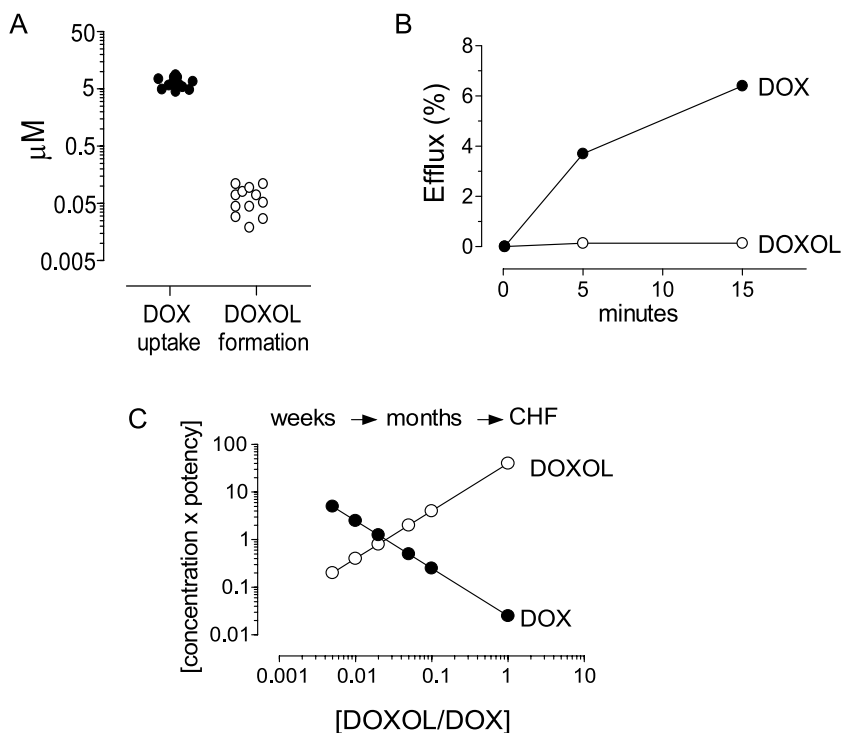 A
50
5
0.5
0.05
0.005
μM
DOX
uptake
DOXOL
formation
B
8
6
4
2
0
Efflux (%)
DOX
DOXOL
0 5 10 15
minutes
C
weeks → months → CHF
100
10
1
0.1
0.01
[concentration x potency]
DOXOL
DOX
0.001 0.01 0.1 1 10
[DOXOL/DOX]